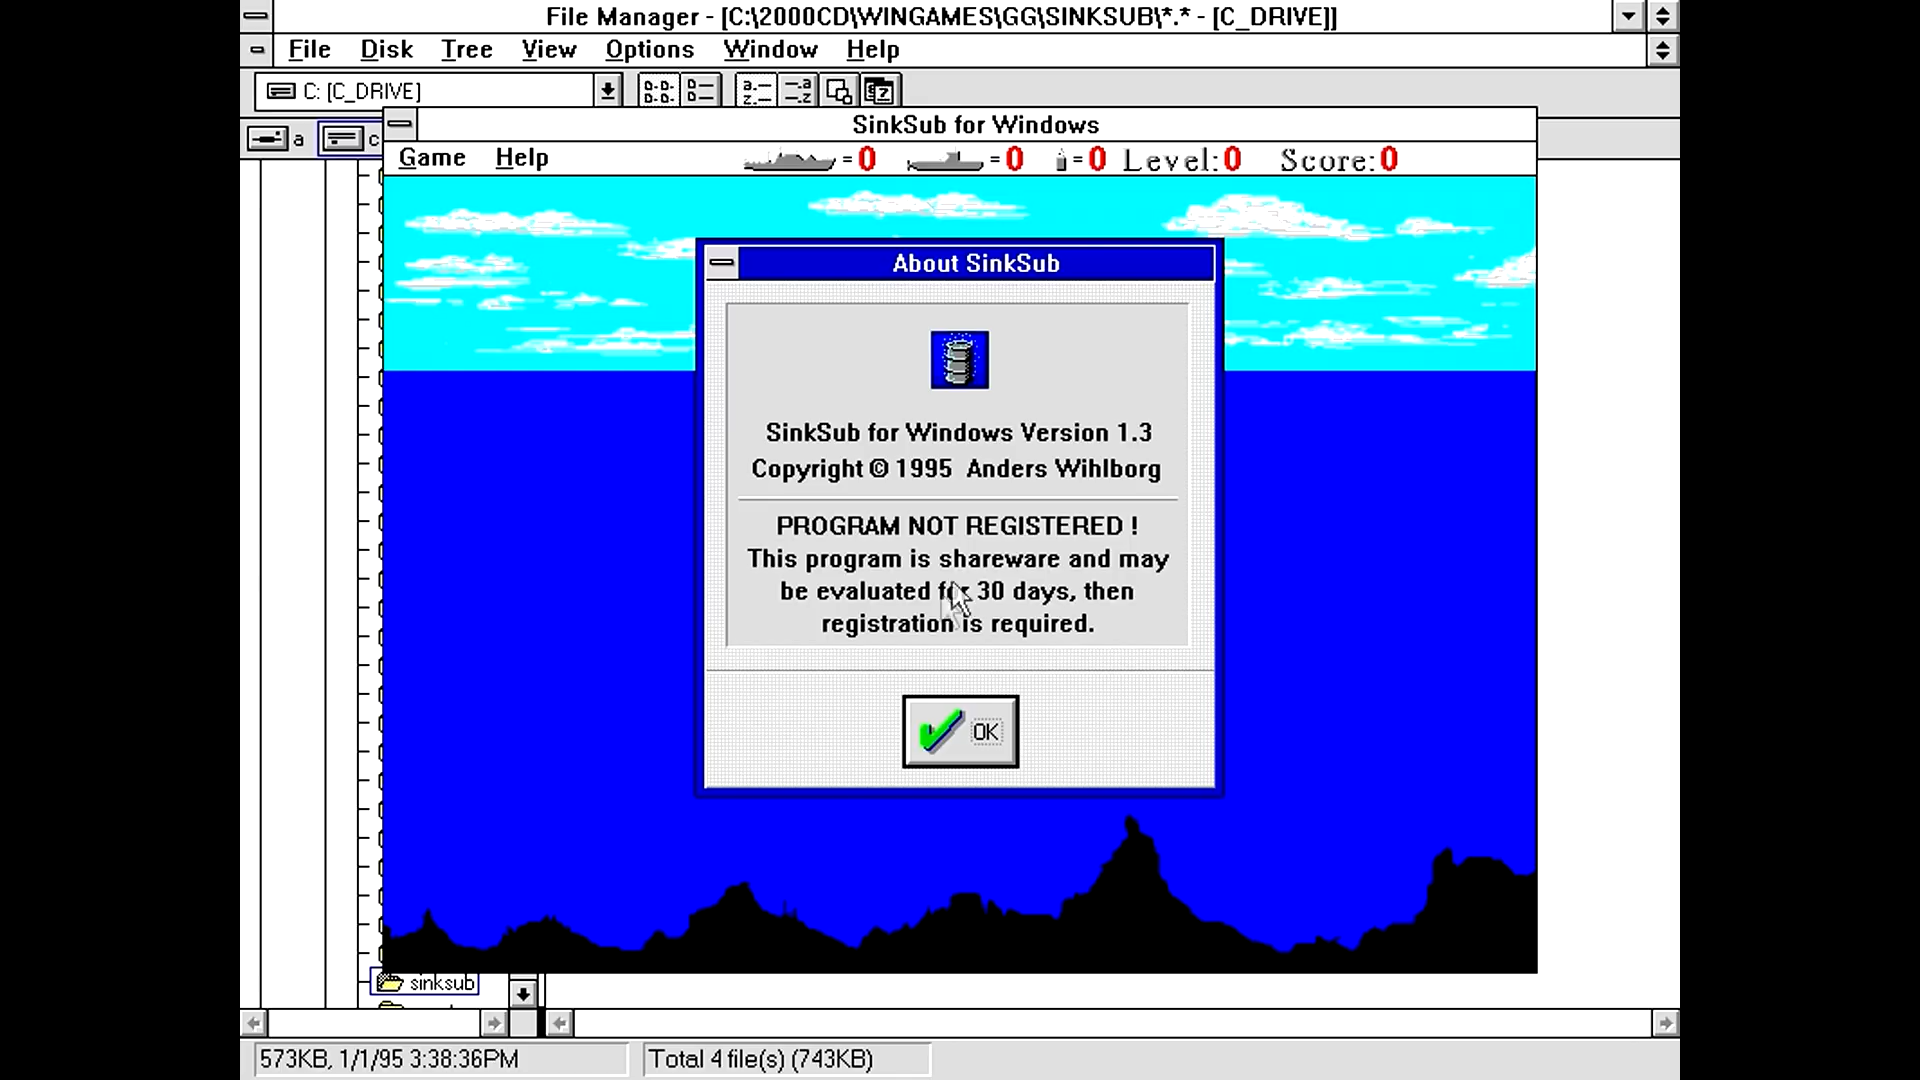 File Manager - [C:\2000CD\WINGAMES\GG\SINKSUB\*.* - [C_DRIVE]]
File Disk Tree View Options Window Help
C: [C_DRIVE]
a c
SinkSub for Windows
Game Help =0 =0 =0 Level:0 Score:0
About SinkSub
SinkSub for Windows Version 1.3
Copyright © 1995 Anders Wihlborg
PROGRAM NOT REGISTERED !
This program is shareware and may
be evaluated for 30 days, then
registration is required.
OK
sinksub
573KB, 1/1/95 3:38:36PM Total 4 file(s) (743KB)